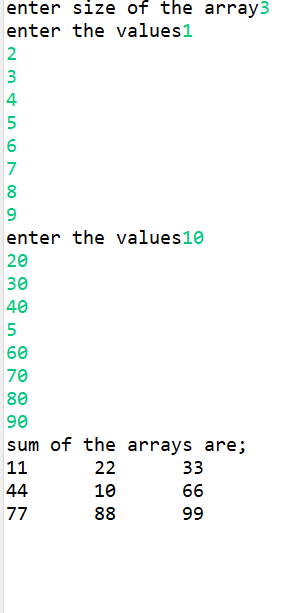 enter size of the array3
enter the values1
2
3
4
5
6
7
8
9
enter the values10
20
30
40
5
60
70
80
90
sum of the arrays are;
11 22 33
44 10 66
77 88 99